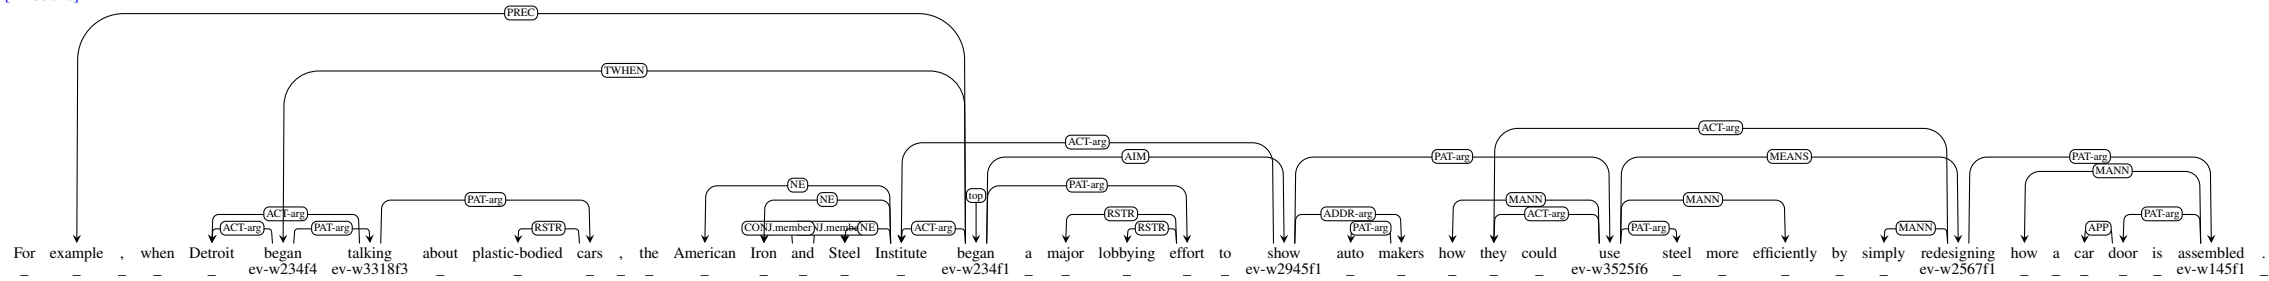 PREC
TWHEN
ACT-arg
ACT-arg
AIM
PAT-arg
MEANS
PAT-arg
MANN
NE
PAT-arg
top
PAT-arg
NE
MANN
MANN
ACT-arg
RSTR
ADDR-arg
ACT-arg
PAT-arg
ACT-arg
PAT-arg
RSTR
CONJ.member
NE
ACT-arg
RSTR
PAT-arg
PAT-arg
MANN
APP
For example , when Detroit began talking about plastic-bodied cars , the American Iron and Steel Institute began a major lobbying effort to show auto makers how they could use steel more efficiently by simply redesigning how a car door is assembled .
_ _ _ _ _ ev-w234f4 ev-w3318f3 _ _ _ _ _ _ _ _ _ _ ev-w234f1 _ _ _ _ _ ev-w2945f1 _ _ _ _ _ ev-w3525f6 _ _ _ _ _ ev-w2567f1 _ _ _ _ _ ev-w145f1 _